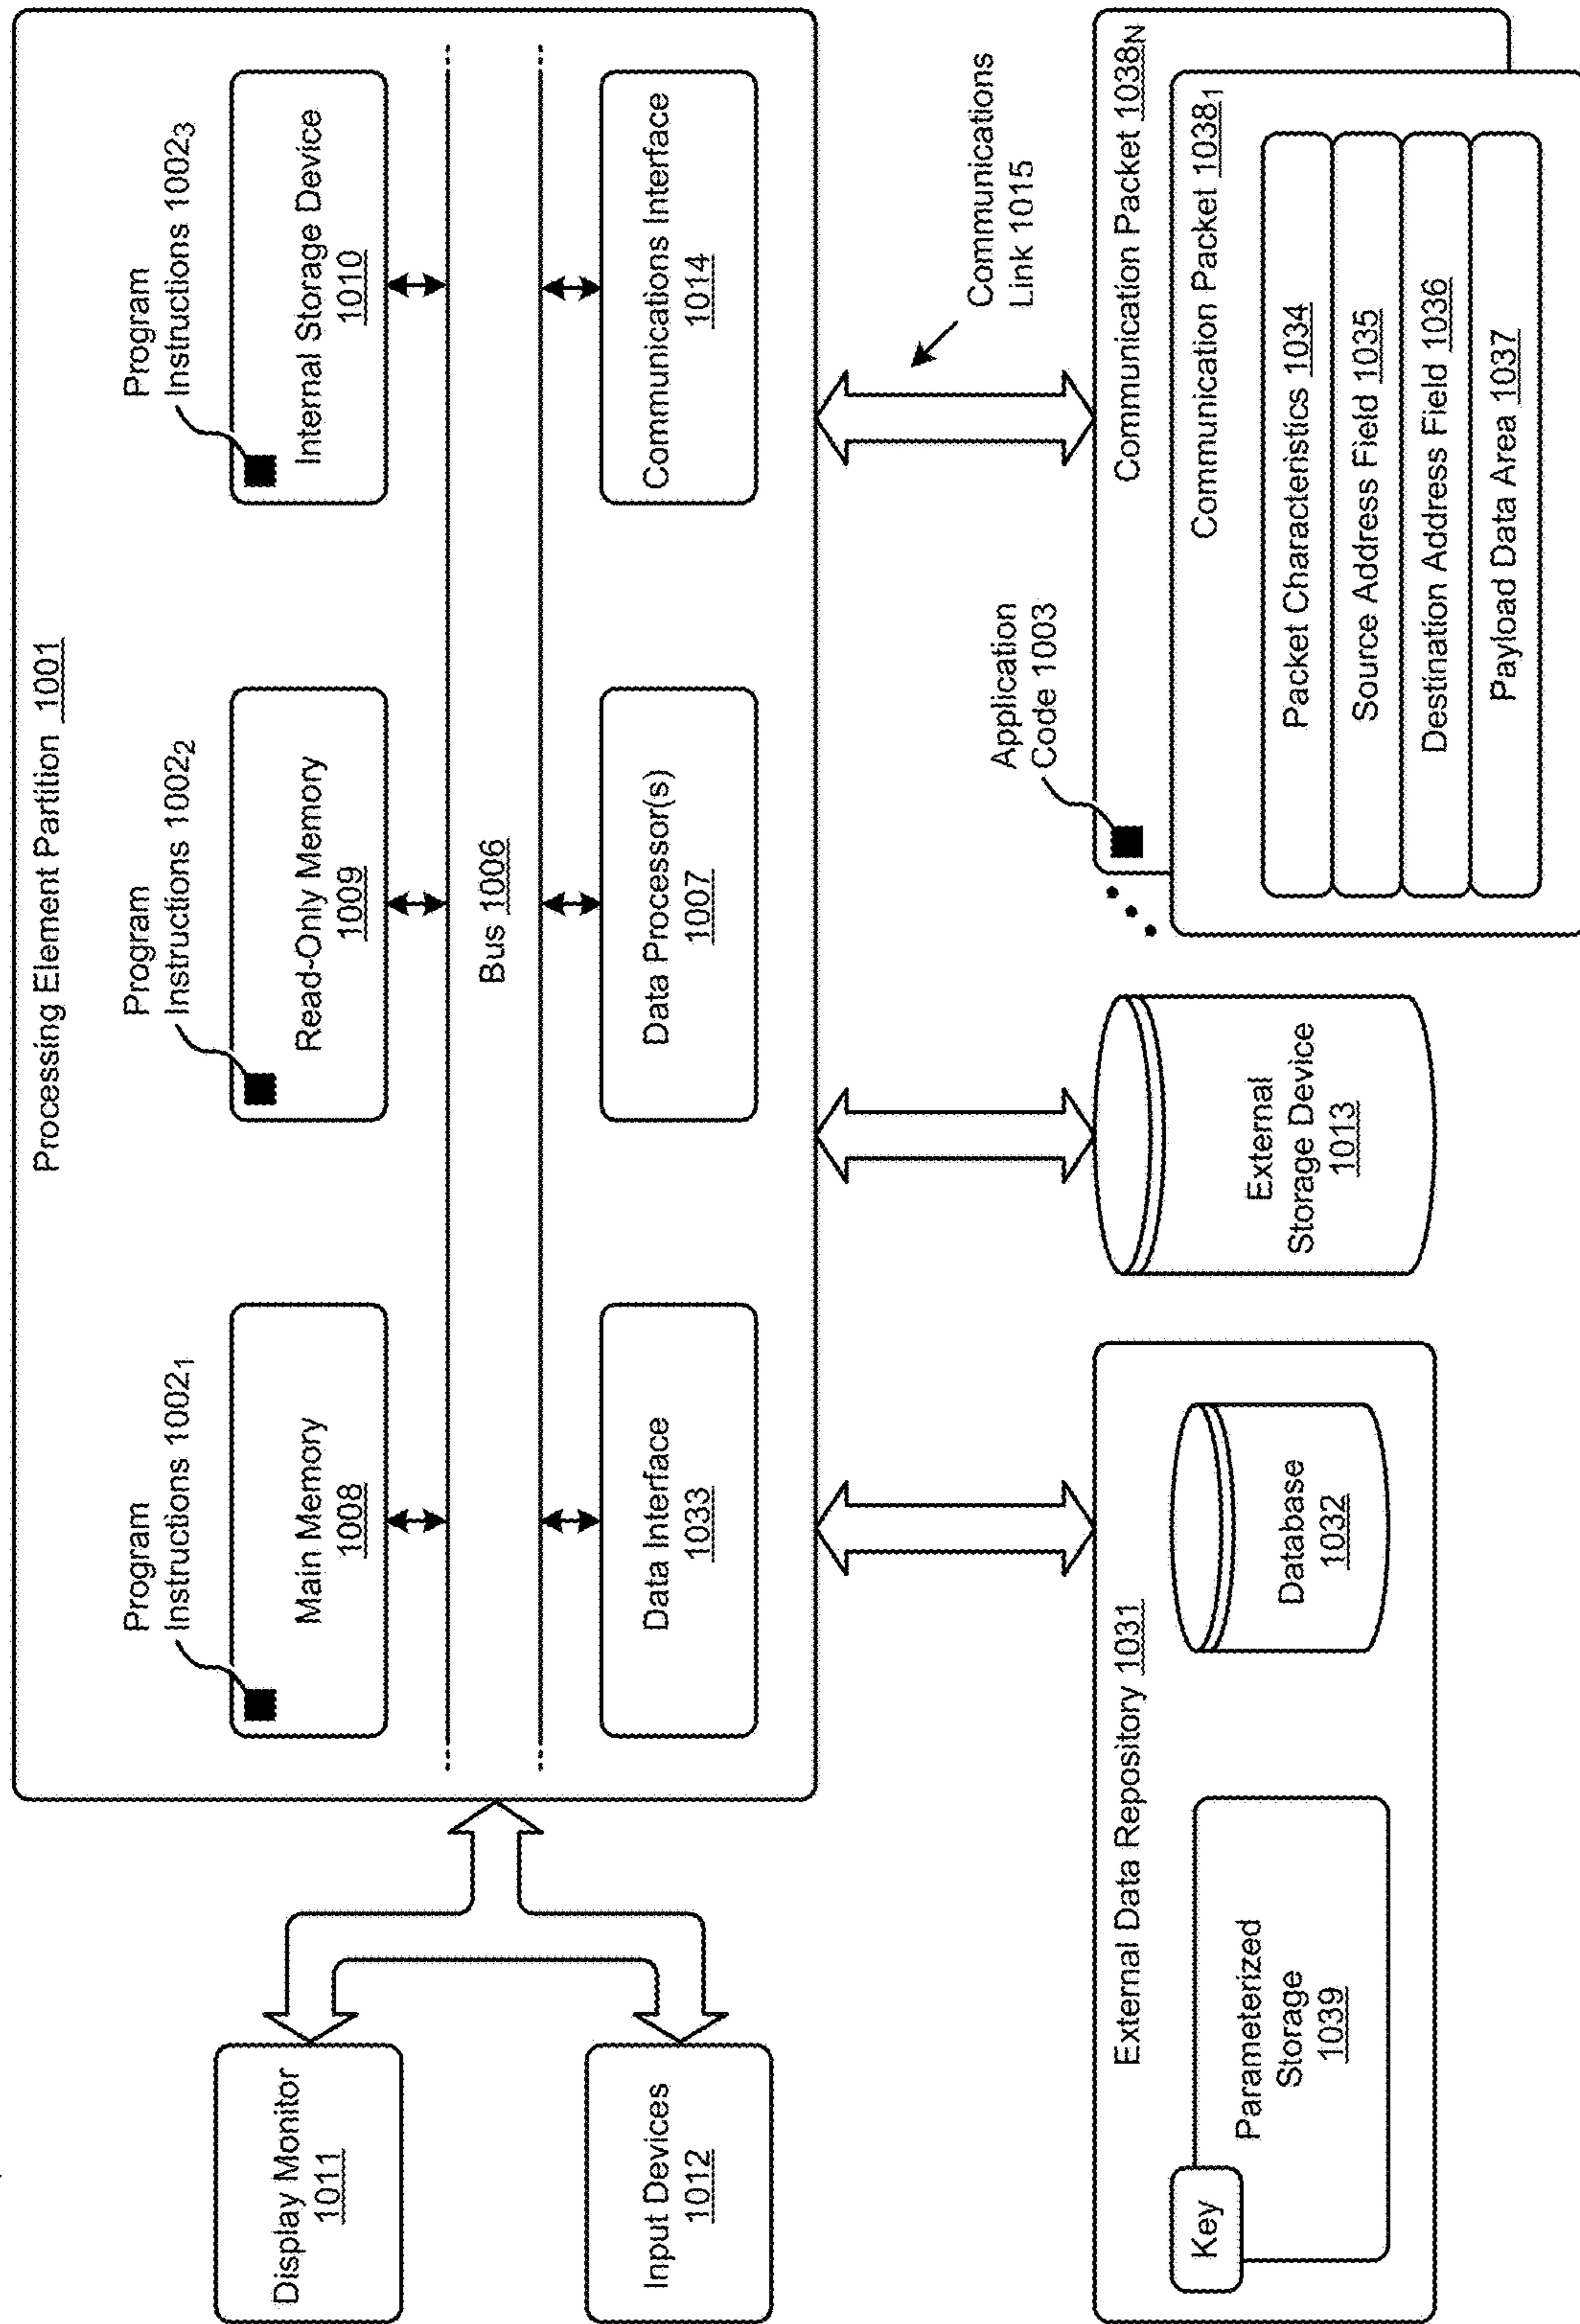 Processing Element Partition 1001
Program
Instructions 1002₁
Program
Instructions 1002₂
Program
Instructions 1002₃
Main Memory
1008
Read-Only Memory
1009
Internal Storage Device
1010
Bus 1006
Data Interface
1033
Data Processor(s)
1007
Communications Interface
1014
Display Monitor
1011
Input Devices
1012
Communications
Link 1015
Application
Code 1003
External Data Repository 1031
Key
Parameterized
Storage
1039
Database
1032
External
Storage Device
1013
Communication Packet 1038N
Communication Packet 1038₁
Packet Characteristics 1034
Source Address Field 1035
Destination Address Field 1036
Payload Data Area 1037